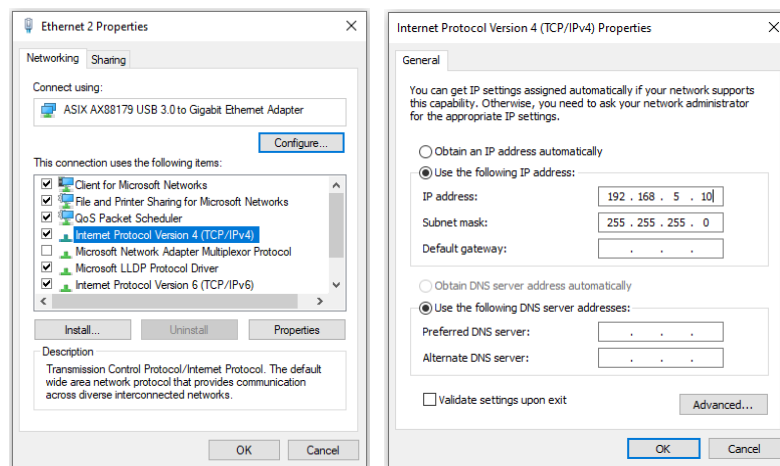 Ethernet 2 Properties
Networking Sharing
Connect using:
ASIX AX88179 USB 3.0 to Gigabit Ethernet Adapter
Configure...
This connection uses the following items:
Client for Microsoft Networks
File and Printer Sharing for Microsoft Networks
QoS Packet Scheduler
Internet Protocol Version 4 (TCP/IPv4)
Microsoft Network Adapter Multiplexor Protocol
Microsoft LLDP Protocol Driver
Internet Protocol Version 6 (TCP/IPv6)
Install... Uninstall Properties
Description
Transmission Control Protocol/Internet Protocol. The default
wide area network protocol that provides communication
across diverse interconnected networks.
OK Cancel
Internet Protocol Version 4 (TCP/IPv4) Properties
General
You can get IP settings assigned automatically if your network supports
this capability. Otherwise, you need to ask your network administrator
for the appropriate IP settings.
Obtain an IP address automatically
Use the following IP address:
IP address: 192 . 168 . 5 . 10
Subnet mask: 255 . 255 . 255 . 0
Default gateway: . . .
Obtain DNS server address automatically
Use the following DNS server addresses:
Preferred DNS server: . . .
Alternate DNS server: . . .
Validate settings upon exit
Advanced...
OK Cancel